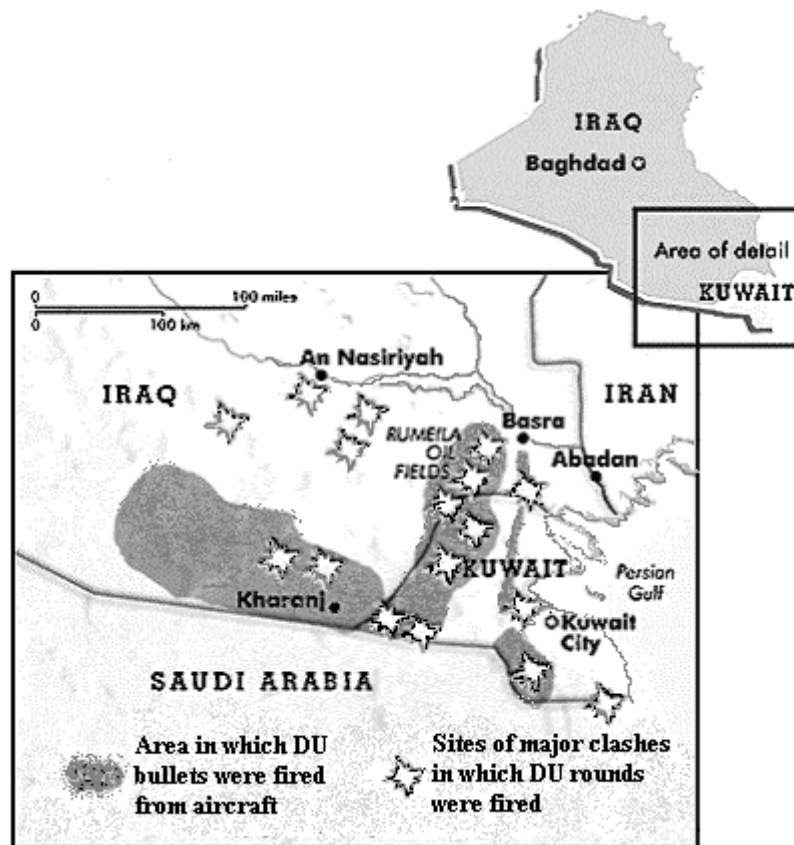 IRAQ
Baghdad
Area of detail
KUWAIT
0 100 miles
0 100 km
An Nasiriyah
IRAQ
IRAN
Basra
RUMEILA
OIL
FIELDS
Abadan
KUWAIT
Persian
Gulf
Kharanj
Kuwait
City
SAUDI ARABIA
Area in which DU
bullets were fired
from aircraft
Sites of major clashes
in which DU rounds
were fired